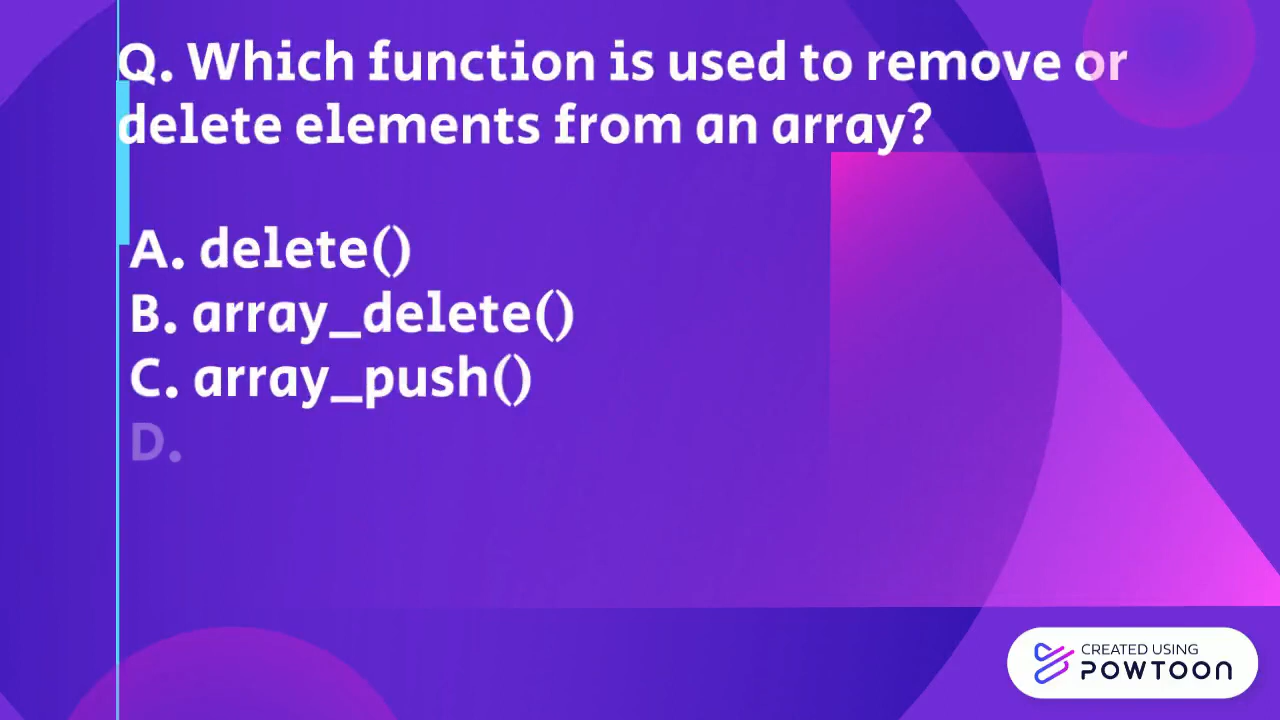 Q. Which function is used to remove or
delete elements from an array?
A. delete()
B. array_delete()
C. array_push()
D.
CREATED USING
POWTOON